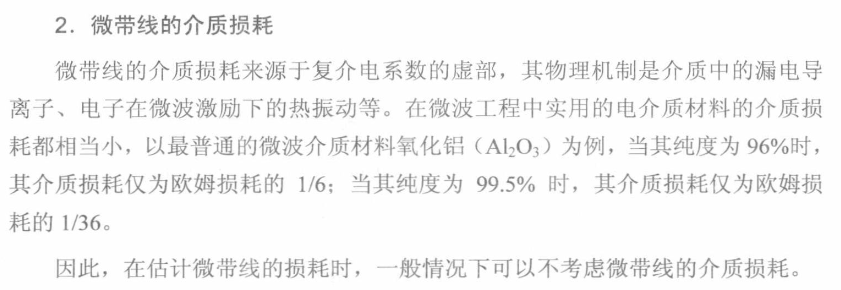 2．微带线的介质损耗
微带线的介质损耗来源于复介电系数的虚部，其物理机制是介质中的漏电导
离子、电子在微波激励下的热振动等。在微波工程中实用的电介质材料的介质损
耗都相当小，以最普通的微波介质材料氧化铝（Al₂O₃）为例，当其纯度为 96%时，
其介质损耗仅为欧姆损耗的 1/6；当其纯度为 99.5% 时，其介质损耗仅为欧姆损
耗的 1/36。
因此，在估计微带线的损耗时，一般情况下可以不考虑微带线的介质损耗。